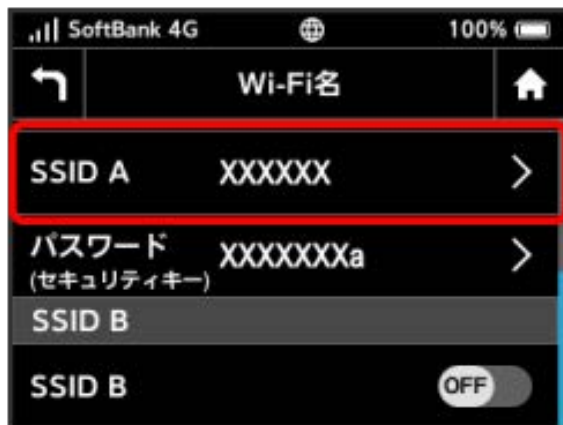 SoftBank 4G 100%
Wi-Fi名
SSID A XXXXXX
パスワード XXXXXXXa
(セキュリティキー)
SSID B
SSID B OFF